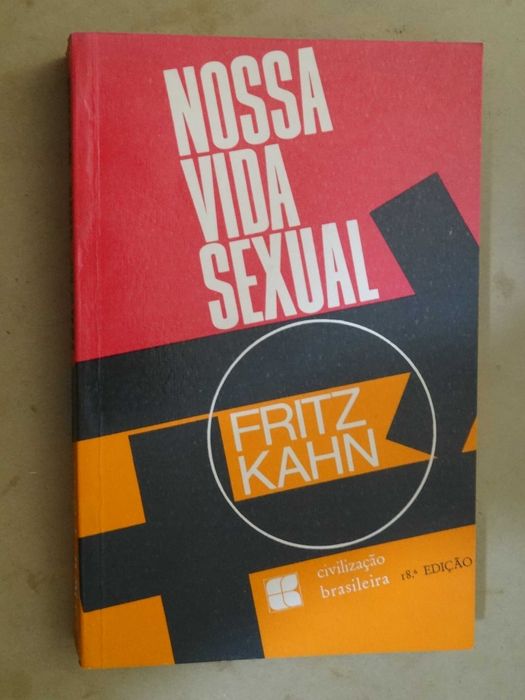 NOSSA
VIDA
SEXUAL
FRITZ
KAHN
civilização
brasileira
18.ª EDIÇÃO